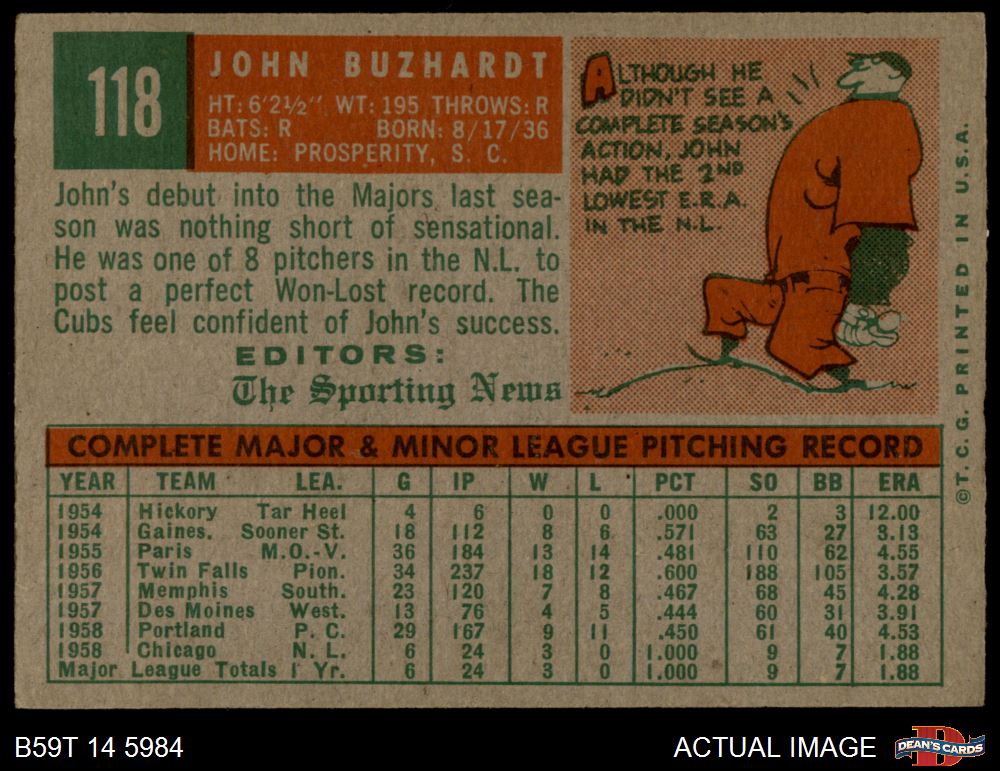 118
JOHN BUZHARDT
HT: 6'2½" WT: 195 THROWS: R
BATS: R BORN: 8/17/36
HOME: PROSPERITY, S. C.
John's debut into the Majors last sea-
son was nothing short of sensational.
He was one of 8 pitchers in the N.L. to
post a perfect Won-Lost record. The
Cubs feel confident of John's success.
EDITORS:
The Sporting News
ALTHOUGH HE
DIDN'T SEE A
COMPLETE SEASON'S
ACTION, JOHN
HAD THE 2ND
LOWEST E.R.A.
IN THE N.L.
©T.C.G. PRINTED IN U.S.A.
COMPLETE MAJOR & MINOR LEAGUE PITCHING RECORD
YEAR TEAM LEA. G IP W L PCT SO BB ERA
1954 Hickory Tar Heel 4 6 0 0 .000 2 3 12.00
1954 Gaines. Sooner St. 18 112 8 6 .571 63 27 3.13
1955 Paris M.O.-V. 36 184 13 14 .481 110 62 4.55
1956 Twin Falls Pion. 34 237 18 12 .600 188 105 3.57
1957 Memphis South. 23 120 7 8 .467 68 45 4.28
1957 Des Moines West. 13 76 4 5 .444 60 31 3.91
1958 Portland P. C. 29 167 9 11 .450 61 40 4.53
1958 Chicago N. L. 6 24 3 0 1.000 9 7 1.88
Major League Totals 1 Yr. 6 24 3 0 1.000 9 7 1.88
B59T 14 5984
ACTUAL IMAGE
DEAN'S CARDS